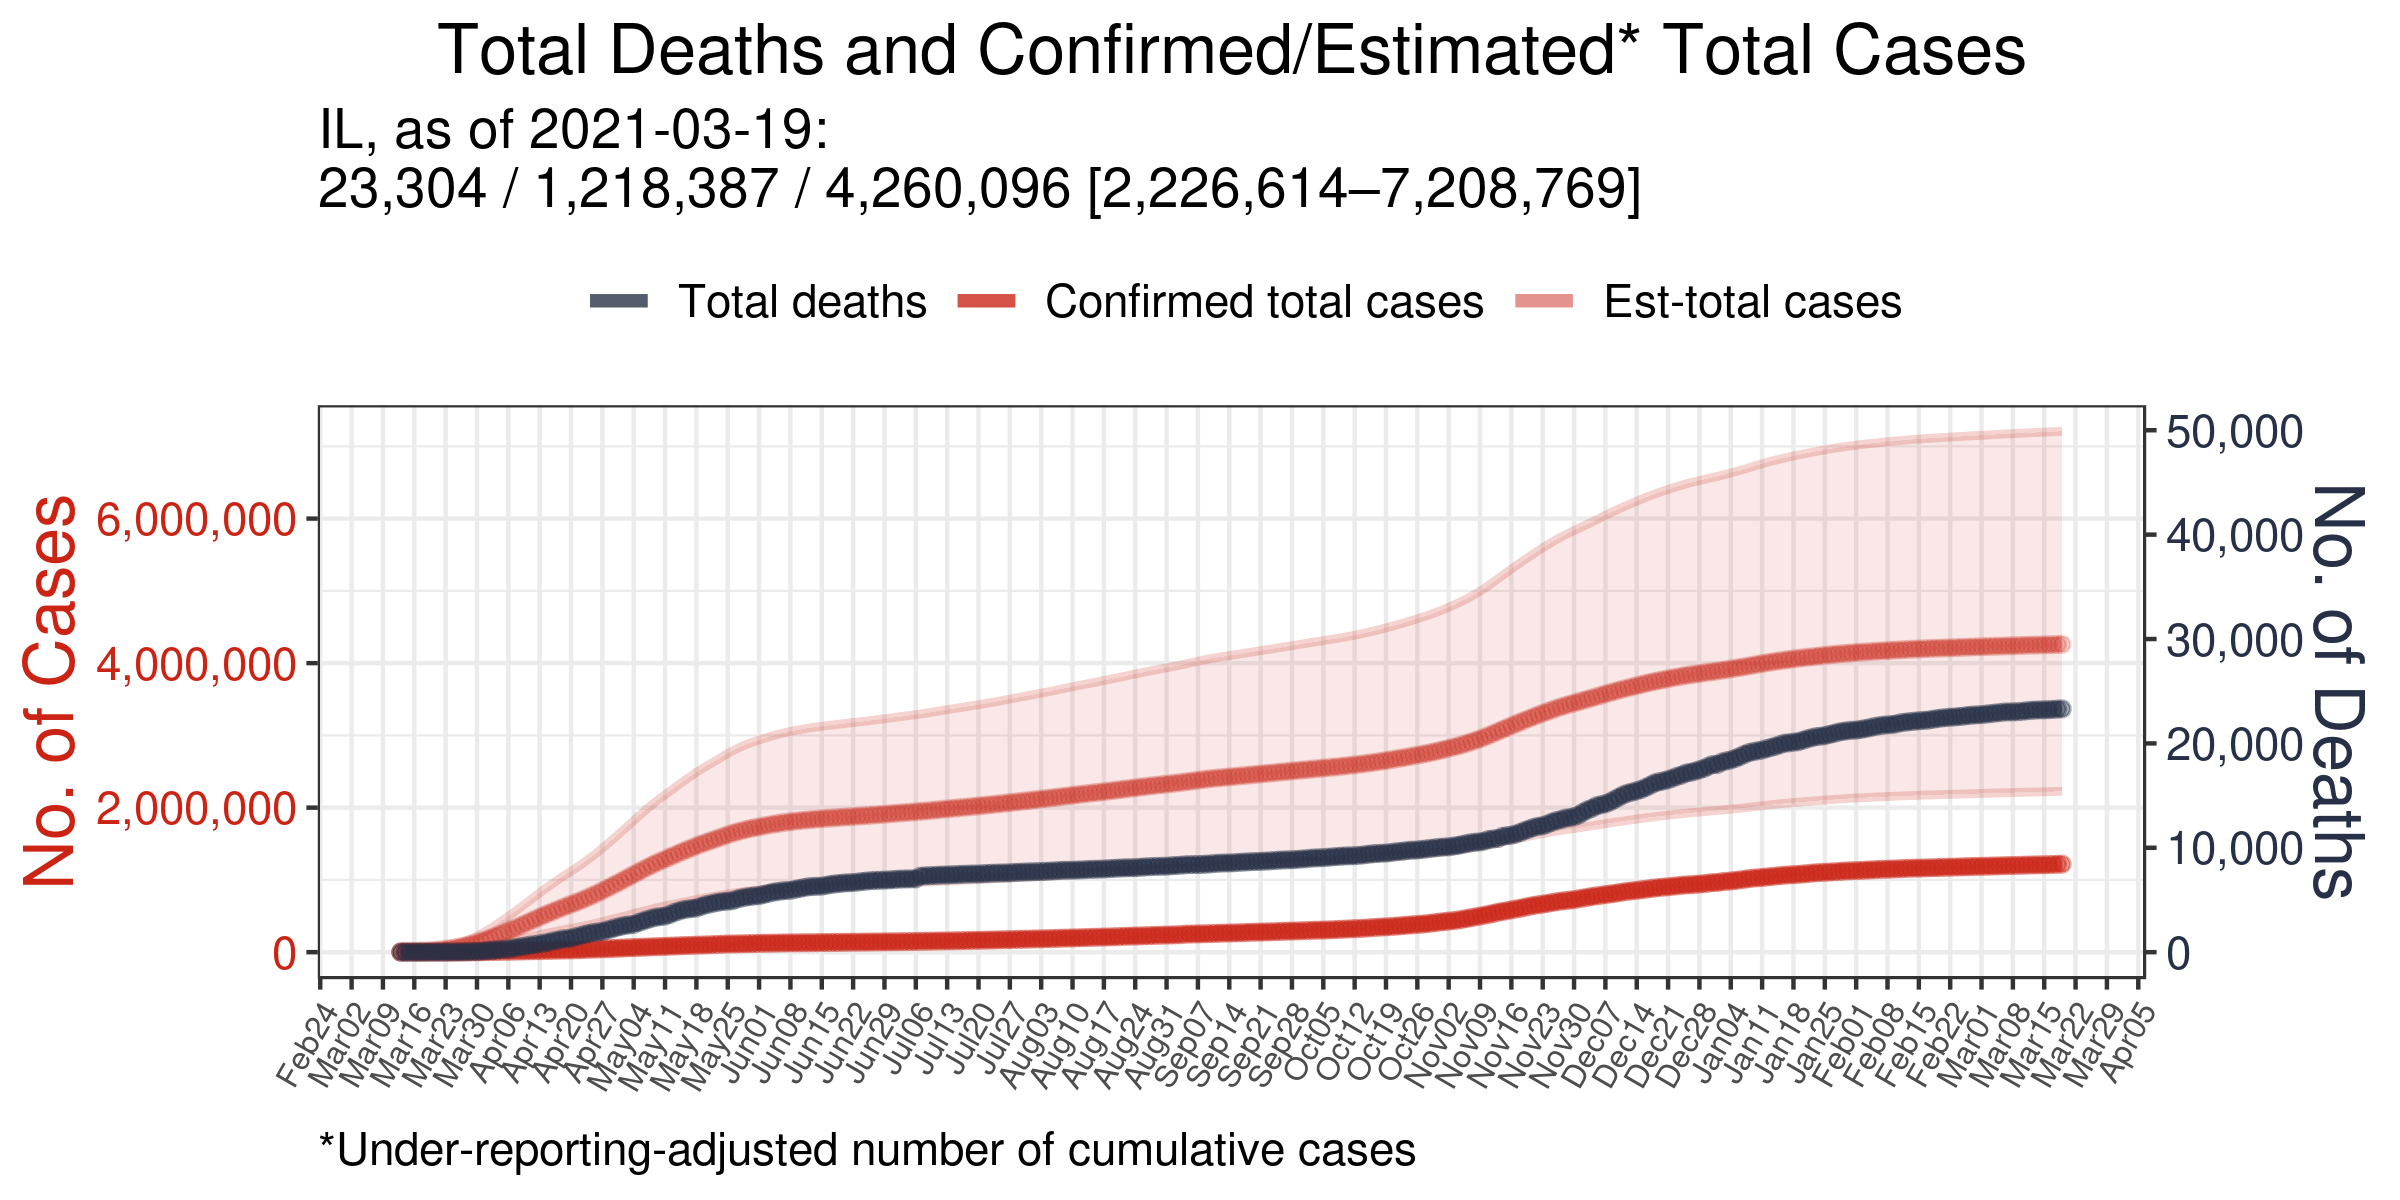 Total Deaths and Confirmed/Estimated* Total Cases
IL, as of 2021-03-19:
23,304 / 1,218,387 / 4,260,096 [2,226,614–7,208,769]
Total deaths
Confirmed total cases
Est-total cases
No. of Cases
6,000,000
4,000,000
2,000,000
0
50,000
40,000
30,000
20,000
10,000
0
No. of Deaths
Feb24
Mar02
Mar09
Mar16
Mar23
Mar30
Apr06
Apr13
Apr20
Apr27
May04
May11
May18
May25
Jun01
Jun08
Jun15
Jun22
Jun29
Jul06
Jul13
Jul20
Jul27
Aug03
Aug10
Aug17
Aug24
Aug31
Sep07
Sep14
Sep21
Sep28
Oct05
Oct12
Oct19
Oct26
Nov02
Nov09
Nov16
Nov23
Nov30
Dec07
Dec14
Dec21
Dec28
Jan04
Jan11
Jan18
Jan25
Feb01
Feb08
Feb15
Feb22
Mar01
Mar08
Mar15
Mar22
Mar29
Apr05
*Under-reporting-adjusted number of cumulative cases